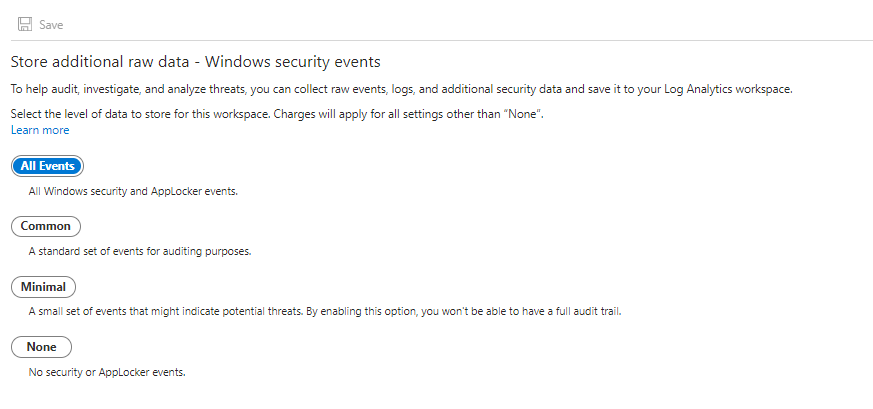 Save
Store additional raw data - Windows security events
To help audit, investigate, and analyze threats, you can collect raw events, logs, and additional security data and save it to your Log Analytics workspace.
Select the level of data to store for this workspace. Charges will apply for all settings other than "None".
Learn more
All Events
All Windows security and AppLocker events.
Common
A standard set of events for auditing purposes.
Minimal
A small set of events that might indicate potential threats. By enabling this option, you won't be able to have a full audit trail.
None
No security or AppLocker events.